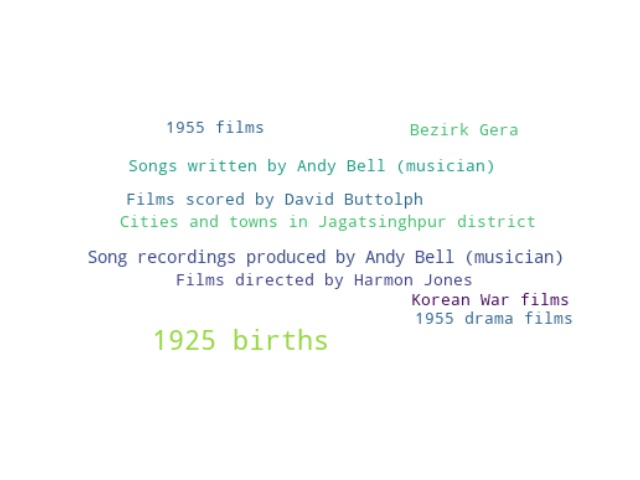 1955 films
Bezirk Gera
Songs written by Andy Bell (musician)
Films scored by David Buttolph
Cities and towns in Jagatsinghpur district
Song recordings produced by Andy Bell (musician)
Films directed by Harmon Jones
Korean War films
1955 drama films
1925 births